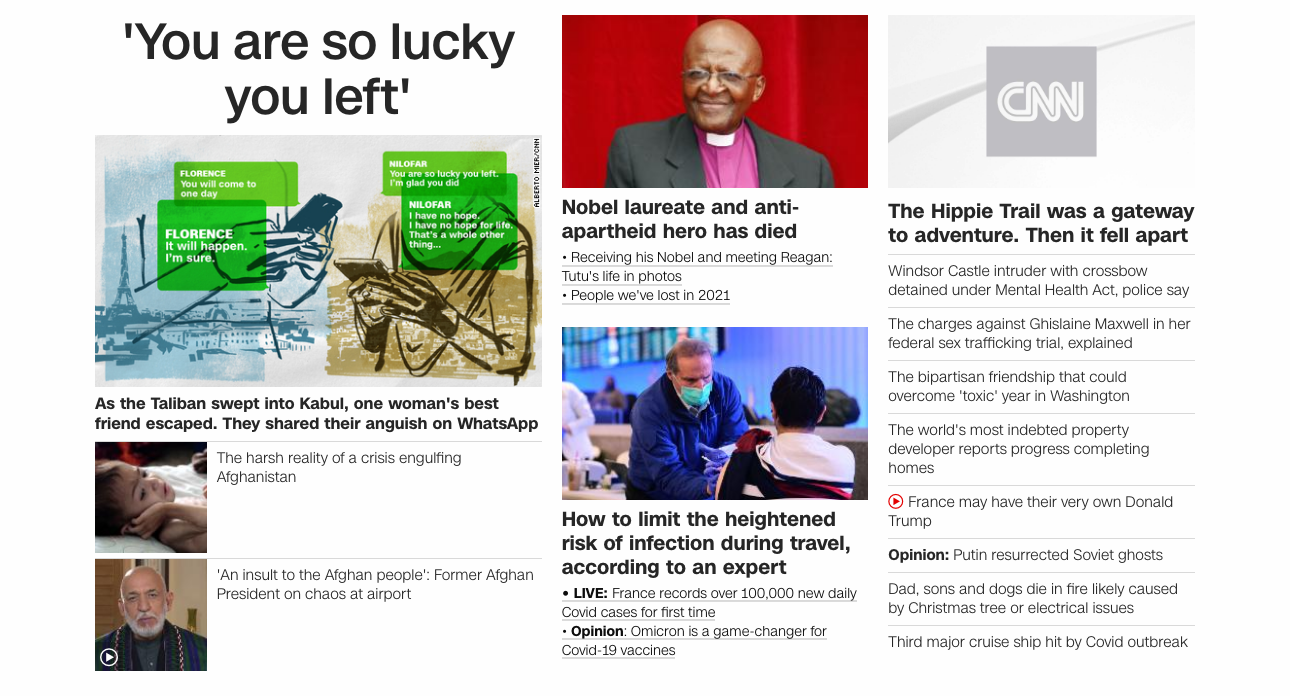 'You are so lucky
you left'
ALBERTO MIER/CNN
FLORENCE
You will come to
one day
FLORENCE
It will happen.
I'm sure.
NILOFAR
You are so lucky you left.
I'm glad you did
NILOFAR
I have no hope.
I have no hope for life.
That's a whole other
thing...
As the Taliban swept into Kabul, one woman's best
friend escaped. They shared their anguish on WhatsApp
The harsh reality of a crisis engulfing
Afghanistan
'An insult to the Afghan people': Former Afghan
President on chaos at airport
Nobel laureate and anti-
apartheid hero has died
• Receiving his Nobel and meeting Reagan:
Tutu's life in photos
• People we've lost in 2021
How to limit the heightened
risk of infection during travel,
according to an expert
• LIVE: France records over 100,000 new daily
Covid cases for first time
• Opinion: Omicron is a game-changer for
Covid-19 vaccines
CNN
The Hippie Trail was a gateway
to adventure. Then it fell apart
Windsor Castle intruder with crossbow
detained under Mental Health Act, police say
The charges against Ghislaine Maxwell in her
federal sex trafficking trial, explained
The bipartisan friendship that could
overcome 'toxic' year in Washington
The world's most indebted property
developer reports progress completing
homes
France may have their very own Donald
Trump
Opinion: Putin resurrected Soviet ghosts
Dad, sons and dogs die in fire likely caused
by Christmas tree or electrical issues
Third major cruise ship hit by Covid outbreak